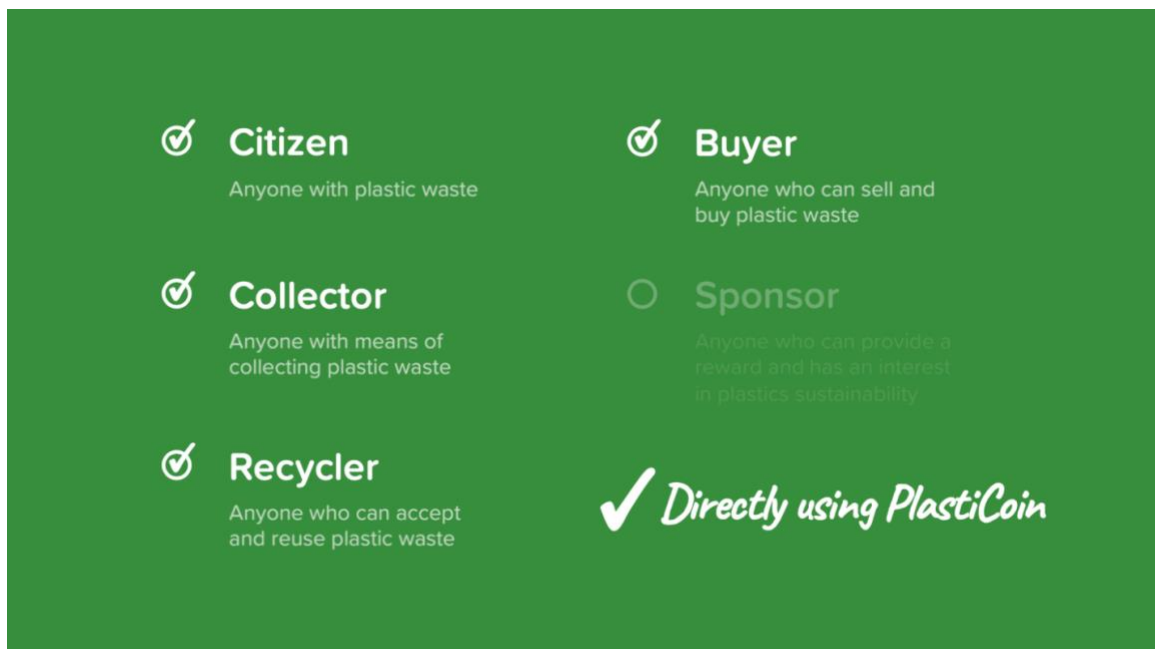 Citizen
Anyone with plastic waste
Collector
Anyone with means of
collecting plastic waste
Recycler
Anyone who can accept
and reuse plastic waste
Buyer
Anyone who can sell and
buy plastic waste
Sponsor
Anyone who can provide a
reward and has an interest
in plastics sustainability
Directly using PlastiCoin